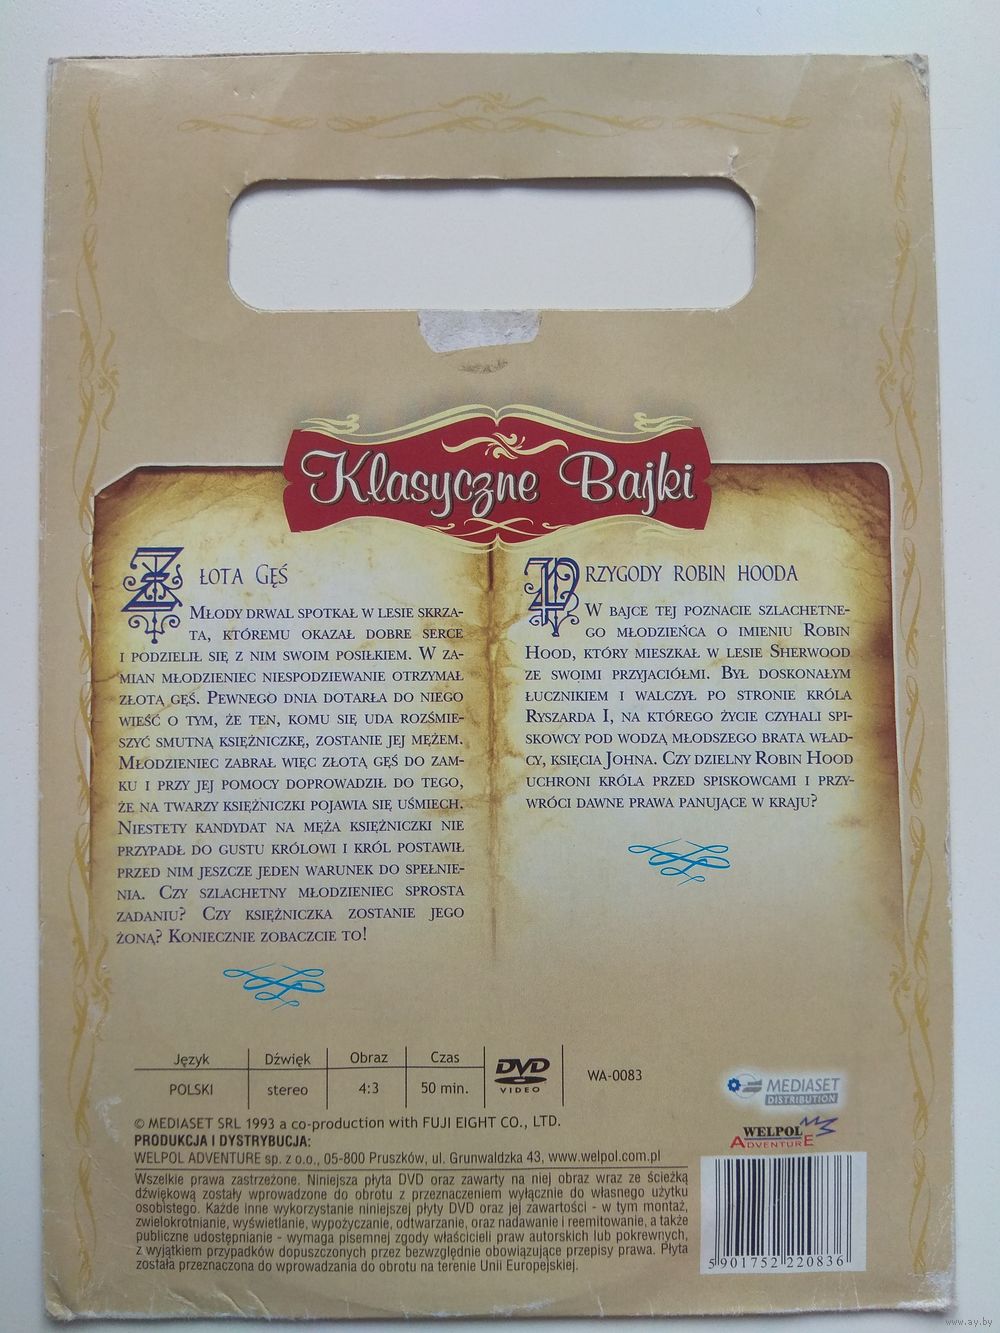 Klasyczne Bajki
ZŁOTA GĘŚ
MŁODY DRWAL SPOTKAŁ W LESIE SKRZA-
TA, KTÓREMU OKAZAŁ DOBRE SERCE
I PODZIELIŁ SIĘ Z NIM SWOIM POSIŁKIEM. W ZA-
MIAN MŁODZIENIEC NIESPODZIEWANIE OTRZYMAŁ
ZŁOTĄ GĘŚ. PEWNEGO DNIA DOTARŁA DO NIEGO
WIEŚĆ O TYM, ŻE TEN, KOMU SIĘ UDA ROZŚMIE-
SZYĆ SMUTNĄ KSIĘŻNICZKĘ, ZOSTANIE JEJ MĘŻEM.
MŁODZIENIEC ZABRAŁ WIĘC ZŁOTĄ GĘŚ DO ZAM-
KU I PRZY JEJ POMOCY DOPROWADZIŁ DO TEGO,
ŻE NA TWARZY KSIĘŻNICZKI POJAWIA SIĘ UŚMIECH.
NIESTETY KANDYDAT NA MĘŻA KSIĘŻNICZKI NIE
PRZYPADŁ DO GUSTU KRÓLOWI I KRÓL POSTAWIŁ
PRZED NIM JESZCZE JEDEN WARUNEK DO SPEŁNIE-
NIA. CZY SZLACHETNY MŁODZIENIEC SPROSTA
ZADANIU? CZY KSIĘŻNICZKA ZOSTANIE JEGO
ŻONĄ? KONIECZNIE ZOBACZCIE TO!
PRZYGODY ROBIN HOODA
W BAJCE TEJ POZNACIE SZLACHETNE-
GO MŁODZIEŃCA O IMIENIU ROBIN
HOOD, KTÓRY MIESZKAŁ W LESIE SHERWOOD
ZE SWOIMI PRZYJACIÓŁMI. BYŁ DOSKONAŁYM
ŁUCZNIKIEM I WALCZYŁ PO STRONIE KRÓLA
RYSZARDA I, NA KTÓREGO ŻYCIE CZYHALI SPI-
SKOWCY POD WODZĄ MŁODSZEGO BRATA WŁAD-
CY, KSIĘCIA JOHNA. CZY DZIELNY ROBIN HOOD
UCHRONI KRÓLA PRZED SPISKOWCAMI I PRZY-
WRÓCI DAWNE PRAWA PANUJĄCE W KRAJU?
Język Dźwięk Obraz Czas
POLSKI stereo 4:3 50 min.
DVD
VIDEO
WA-0083
MEDIASET
DISTRIBUTION
WELPOL
ADVENTURE
© MEDIASET SRL 1993 a co-production with FUJI EIGHT CO., LTD.
PRODUKCJA I DYSTRYBUCJA:
WELPOL ADVENTURE sp. z o.o., 05-800 Pruszków, ul. Grunwaldzka 43, www.welpol.com.pl
Wszelkie prawa zastrzeżone. Niniejsza płyta DVD oraz zawarty na niej obraz wraz ze ścieżką
dźwiękową zostały wprowadzone do obrotu z przeznaczeniem wyłącznie do własnego użytku
osobistego. Każde inne wykorzystanie niniejszej płyty DVD oraz jej zawartości - w tym montaż,
zwielokrotnianie, wyświetlanie, wypożyczanie, odtwarzanie, oraz nadawanie i reemitowanie, a także
publiczne udostępnianie - wymaga pisemnej zgody właścicieli praw autorskich lub pokrewnych,
z wyjątkiem przypadków dopuszczonych przez bezwzględnie obowiązujące przepisy prawa. Płyta
została przeznaczona do wprowadzania do obrotu na terenie Unii Europejskiej.
5 901752 220836
www.ay.by